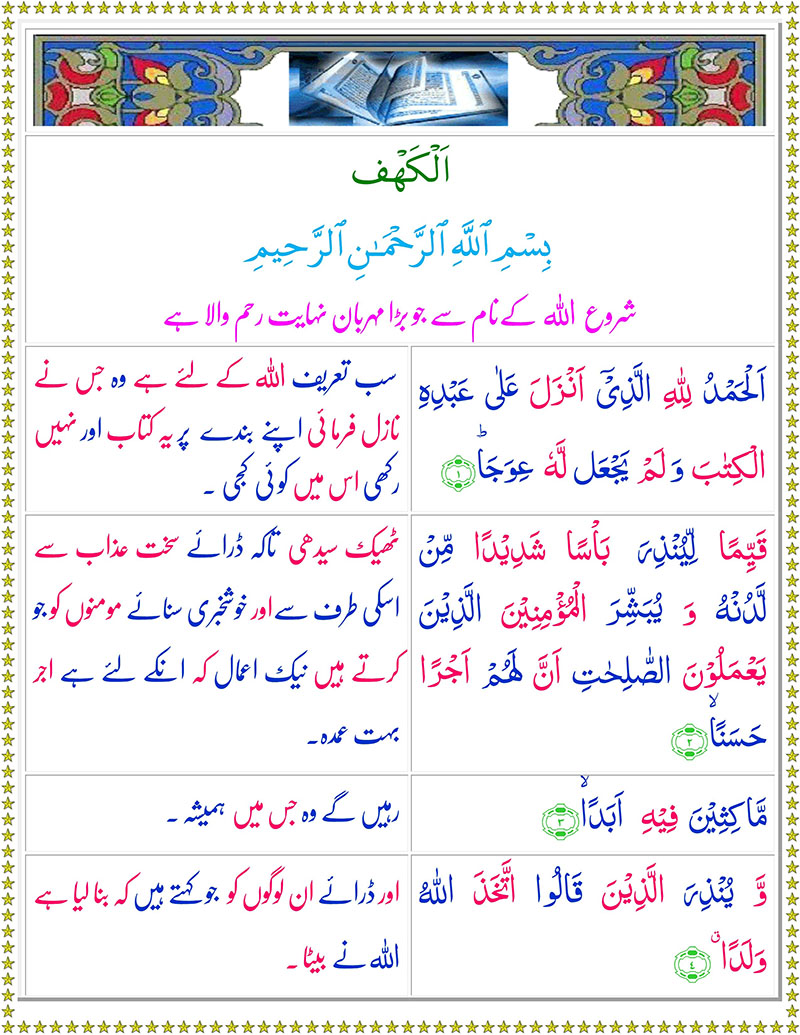 اَلْكَهْف
بِسْمِ ٱللَّهِ ٱلرَّحْمَـٰنِ ٱلرَّحِيمِ
شروع اللہ کے نام سے جو بڑا مہربان نہایت رحم والا ہے
اَلْحَمْدُ لِلّٰهِ الَّذِیْۤ اَنْزَلَ عَلٰی عَبْدِهِ
الْكِتٰبَ وَ لَمْ یَجْعَل لَّهٗ عِوَجَاؕ ۝۱
سب تعریف اللہ کے لئے ہے وہ جس نے
نازل فرمائی اپنے بندے پر یہ کتاب اور نہیں
رکھی اس میں کوئی کجی ۔
قَیِّمًا لِّیُنْذِرَ بَاْسًا شَدِیْدًا مِّنْ
لَّدُنْهُ وَ یُبَشِّرَ الْمُؤْمِنِیْنَ الَّذِیْنَ
یَعْمَلُوْنَ الصّٰلِحٰتِ اَنَّ لَهُمْ اَجْرًا
حَسَنًاۙ ۝۲
ٹھیک سیدھی تاکہ ڈرائے سخت عذاب سے
اسکی طرف سے اور خوشخبری سنائے مومنوں کو جو
کرتے ہیں نیک اعمال کہ انکے لئے ہے اجر
بہت عمدہ۔
مَّاكِثِیْنَ فِیْهِ اَبَدًاۙ ۝۳
رہیں گے وہ جس میں ہمیشہ ۔
وَّ یُنْذِرَ الَّذِیْنَ قَالُوا اتَّخَذَ اللّٰهُ
وَلَدًاۗ ۝۴
اور ڈرائے ان لوگوں کو جو کہتے ہیں کہ بنا لیا ہے
اللہ نے بیٹا ۔